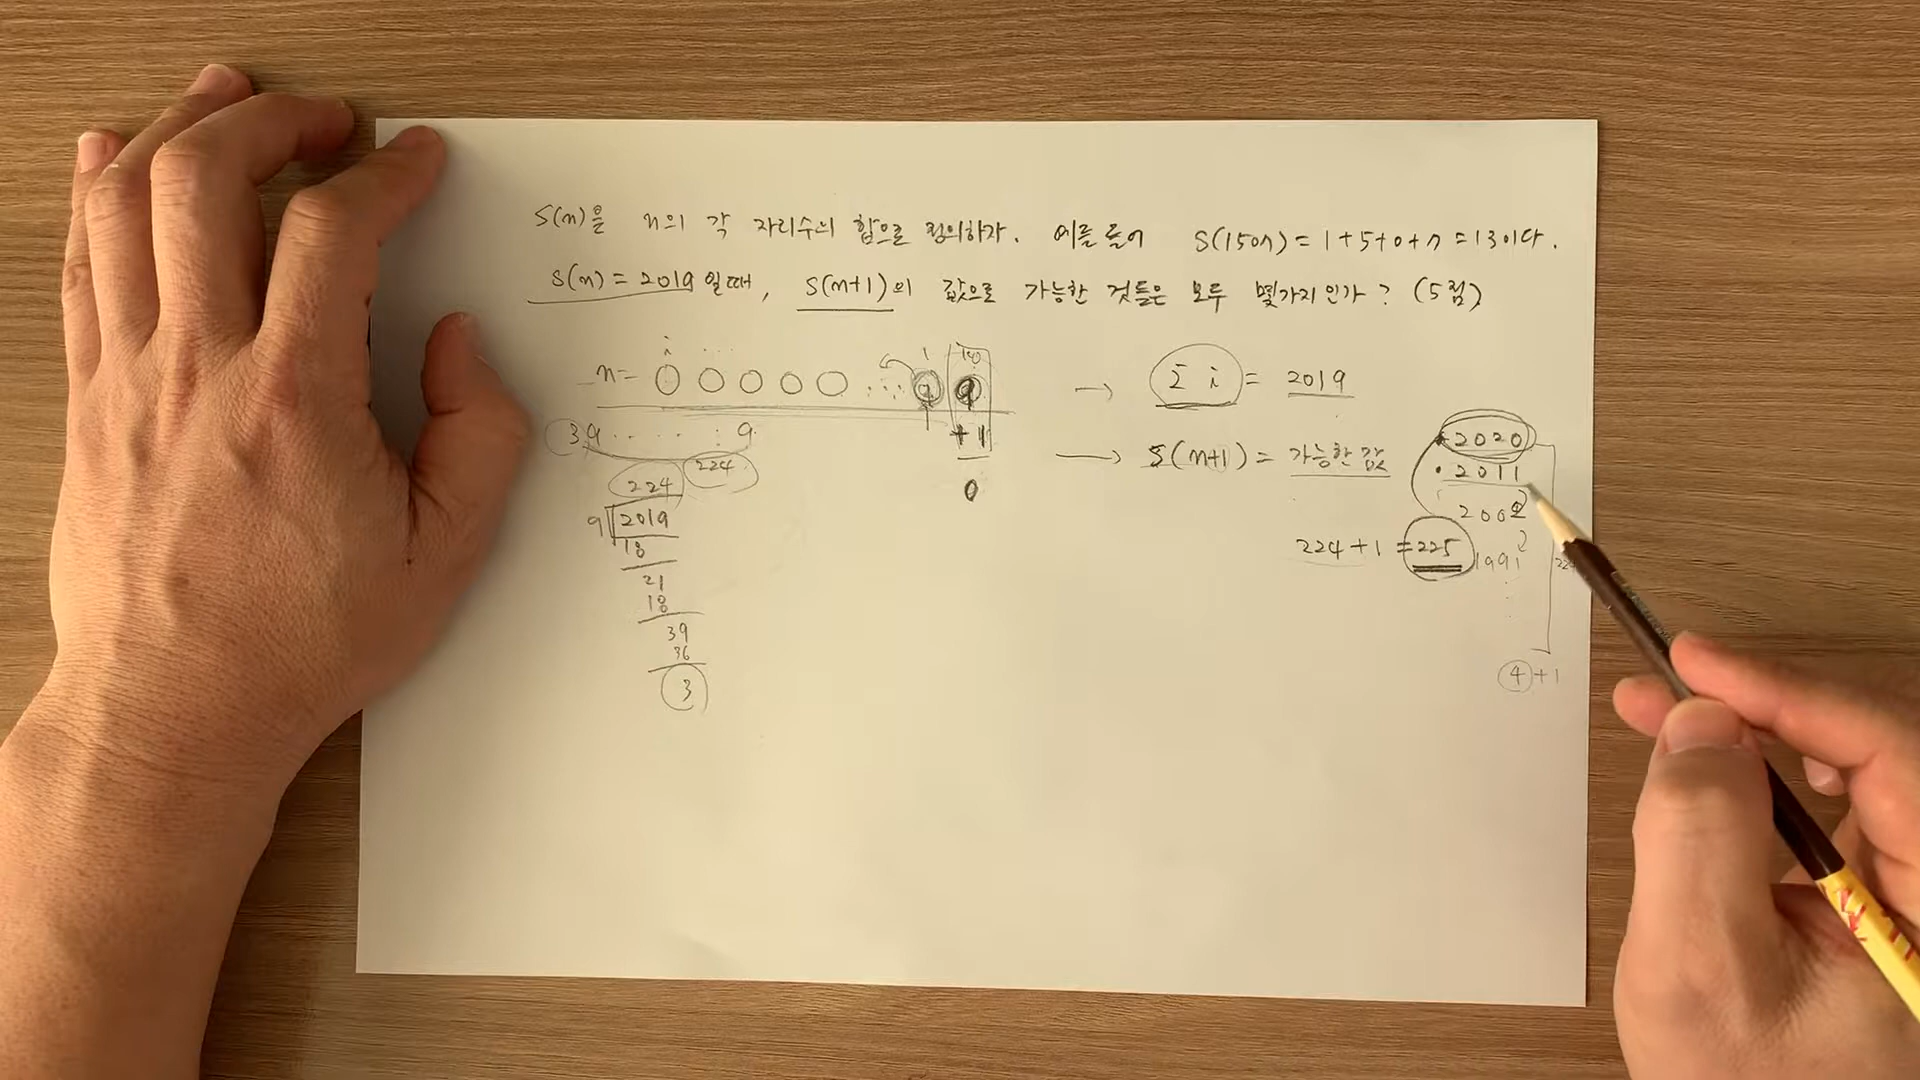 S(n)을 n의 각 자리수의 합으로 정의하자. 예를 들어 S(1507) = 1+5+0+7 = 13이다.
S(n) = 2019 일때, S(n+1)의 값으로 가능한 것들은 모두 몇가지 인가? (5점)
i ... 1 10
n= 9 9
→ Σ i = 2019
39 ..... 9
+1
→ S(n+1) = 가능한 값
2020
2011
2002
1991
224
224
0
9 2019
18
21
18
39
36
3
224+1 = 225
4 +1